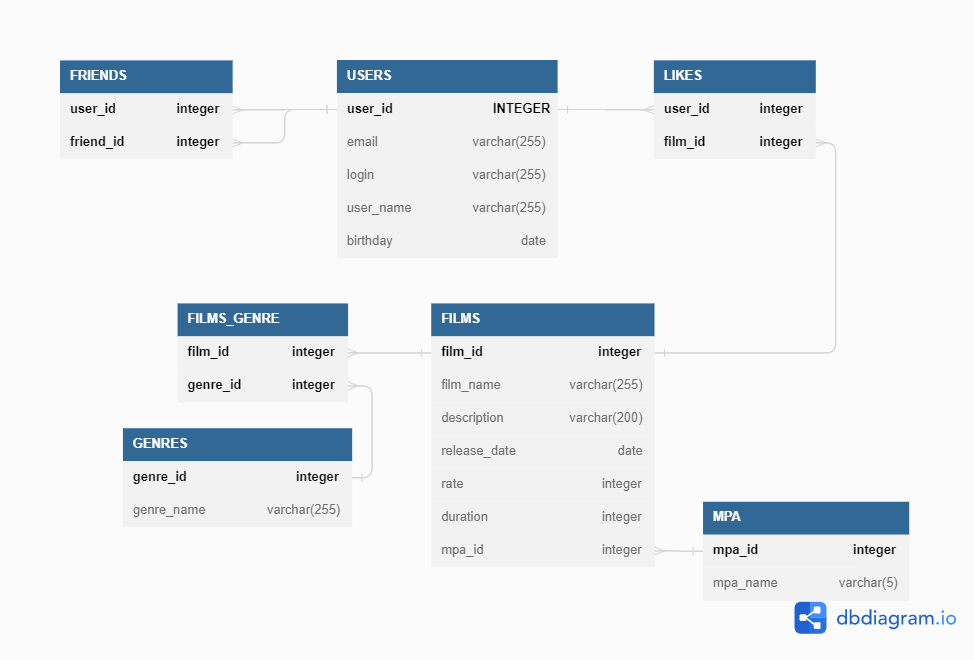 FRIENDS
user_id integer
friend_id integer
USERS
user_id INTEGER
email varchar(255)
login varchar(255)
user_name varchar(255)
birthday date
LIKES
user_id integer
film_id integer
FILMS_GENRE
film_id integer
genre_id integer
GENRES
genre_id integer
genre_name varchar(255)
FILMS
film_id integer
film_name varchar(255)
description varchar(200)
release_date date
rate integer
duration integer
mpa_id integer
MPA
mpa_id integer
mpa_name varchar(5)
dbdiagram.io